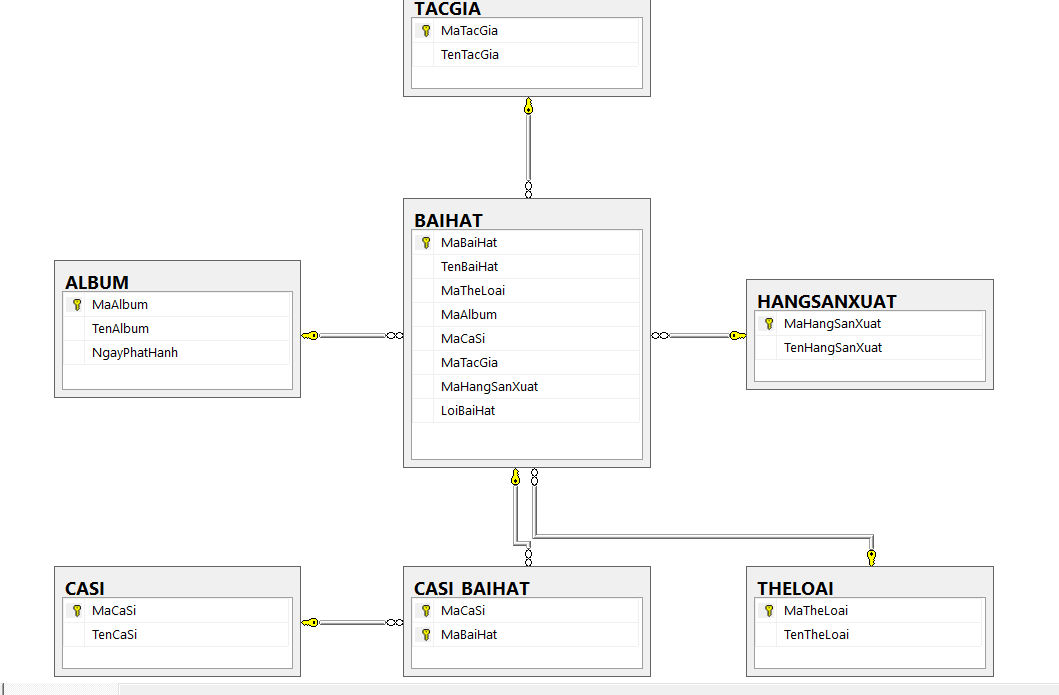 TACGIA
MaTacGia
TenTacGia
BAIHAT
MaBaiHat
TenBaiHat
MaTheLoai
MaAlbum
MaCaSi
MaTacGia
MaHangSanXuat
LoiBaiHat
ALBUM
MaAlbum
TenAlbum
NgayPhatHanh
HANGSANXUAT
MaHangSanXuat
TenHangSanXuat
CASI
MaCaSi
TenCaSi
CASI_BAIHAT
MaCaSi
MaBaiHat
THELOAI
MaTheLoai
TenTheLoai